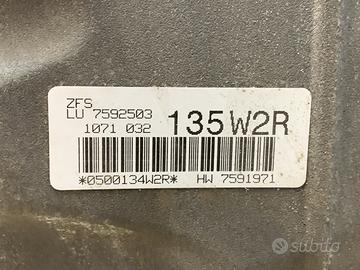 ZFS
LU 7592503
1071 032
135W2R
*0500134W2R* HW 7591971
subito